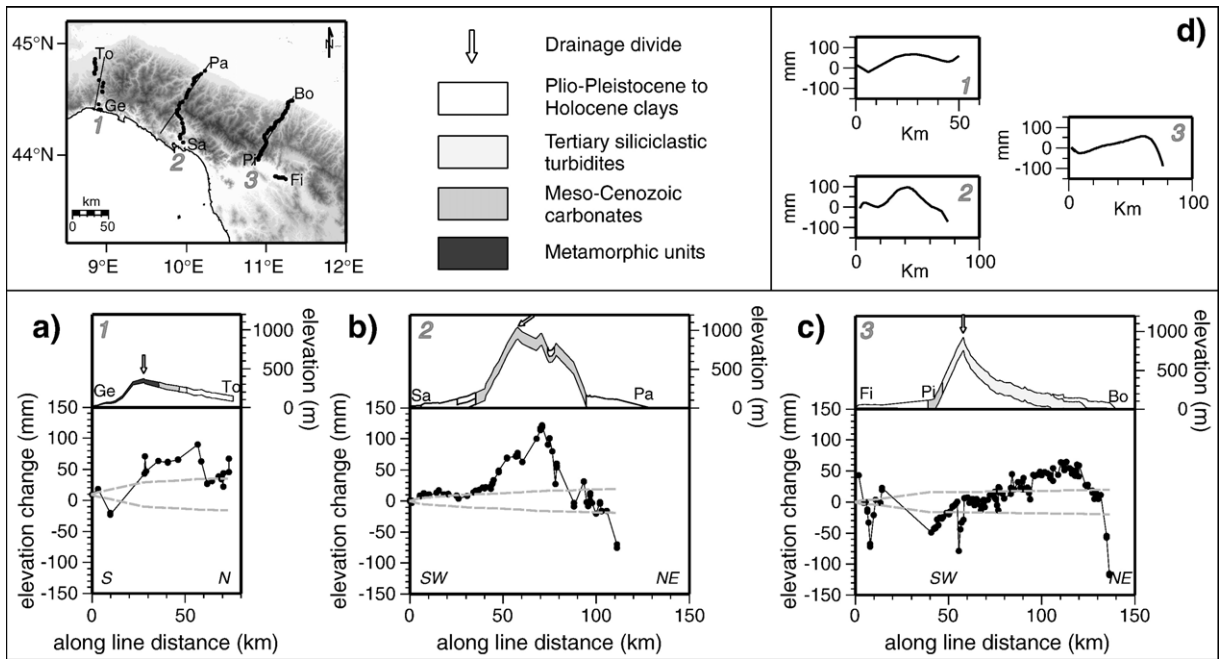 45°N
44°N
9°E
10°E
11°E
12°E
N
To
Ge
1
Pa
Sa
2
Bo
Pi
3
Fi
km
0 50
Drainage divide
Plio-Pleistocene to
Holocene clays
Tertiary siliciclastic
turbidites
Meso-Cenozoic
carbonates
Metamorphic units
d)
mm
100
0
-100
1
0 50
Km
mm
100
0
-100
2
0 100
Km
mm
100
0
-100
3
0 100
Km
a)
1
Ge
To
1000
500
0
elevation (m)
150
100
50
0
-50
-100
-150
elevation change (mm)
S N
0 50
along line distance (km)
b)
2
Sa
Pa
1000
500
0
elevation (m)
150
100
50
0
-50
-100
-150
elevation change (mm)
SW NE
0 50 100 150
along line distance (km)
c)
3
Fi
Pi
Bo
1000
500
0
elevation (m)
150
100
50
0
-50
-100
-150
elevation change (mm)
SW NE
0 50 100 150
along line distance (km)